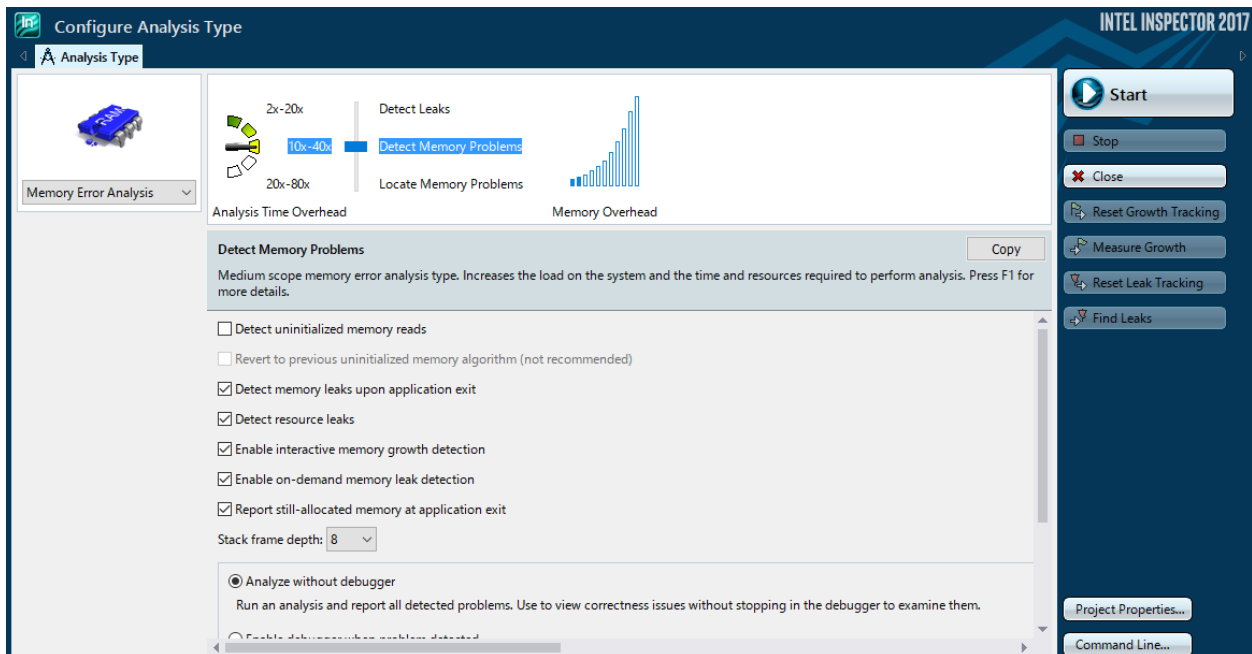 Configure Analysis Type
INTEL INSPECTOR 2017
Analysis Type
RAM
Memory Error Analysis
2x-20x
Detect Leaks
10x-40x
Detect Memory Problems
20x-80x
Locate Memory Problems
Analysis Time Overhead
Memory Overhead
Detect Memory Problems
Copy
Medium scope memory error analysis type. Increases the load on the system and the time and resources required to perform analysis. Press F1 for
more details.
Detect uninitialized memory reads
Revert to previous uninitialized memory algorithm (not recommended)
Detect memory leaks upon application exit
Detect resource leaks
Enable interactive memory growth detection
Enable on-demand memory leak detection
Report still-allocated memory at application exit
Stack frame depth: 8
Analyze without debugger
Run an analysis and report all detected problems. Use to view correctness issues without stopping in the debugger to examine them.
Enable debugger when problem detected
Start
Stop
Close
Reset Growth Tracking
Measure Growth
Reset Leak Tracking
Find Leaks
Project Properties...
Command Line...